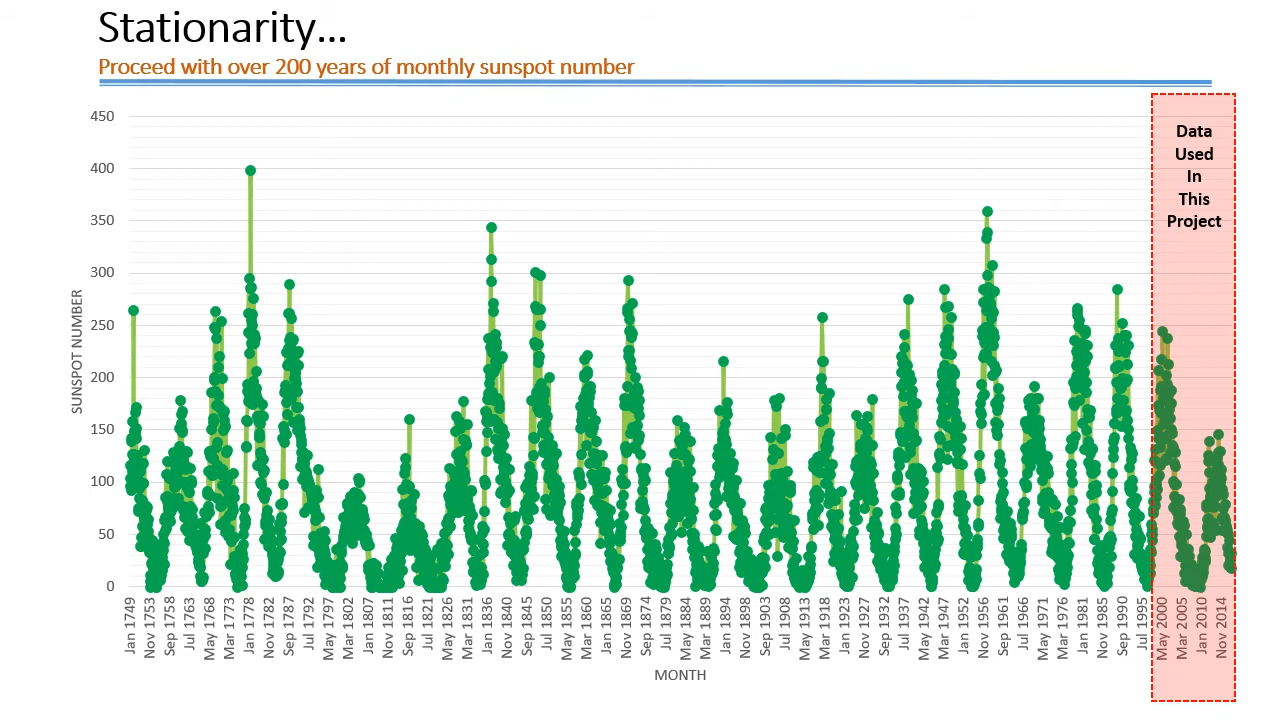 Stationarity…
Proceed with over 200 years of monthly sunspot number
Data
Used
In
This
Project
450
400
350
300
250
200
150
100
50
0
SUNSPOT NUMBER
Jan 1749
Nov 1753
Sep 1758
Jul 1763
May 1768
Mar 1773
Jan 1778
Nov 1782
Sep 1787
Jul 1792
May 1797
Mar 1802
Jan 1807
Nov 1811
Sep 1816
Jul 1821
May 1826
Mar 1831
Jan 1836
Nov 1840
Sep 1845
Jul 1850
May 1855
Mar 1860
Jan 1865
Nov 1869
Sep 1874
Jul 1879
May 1884
Mar 1889
Jan 1894
Nov 1898
Sep 1903
Jul 1908
May 1913
Mar 1918
Jan 1923
Nov 1927
Sep 1932
Jul 1937
May 1942
Mar 1947
Jan 1952
Nov 1956
Sep 1961
Jul 1966
May 1971
Mar 1976
Jan 1981
Nov 1985
Sep 1990
Jul 1995
May 2000
Mar 2005
Jan 2010
Nov 2014
MONTH